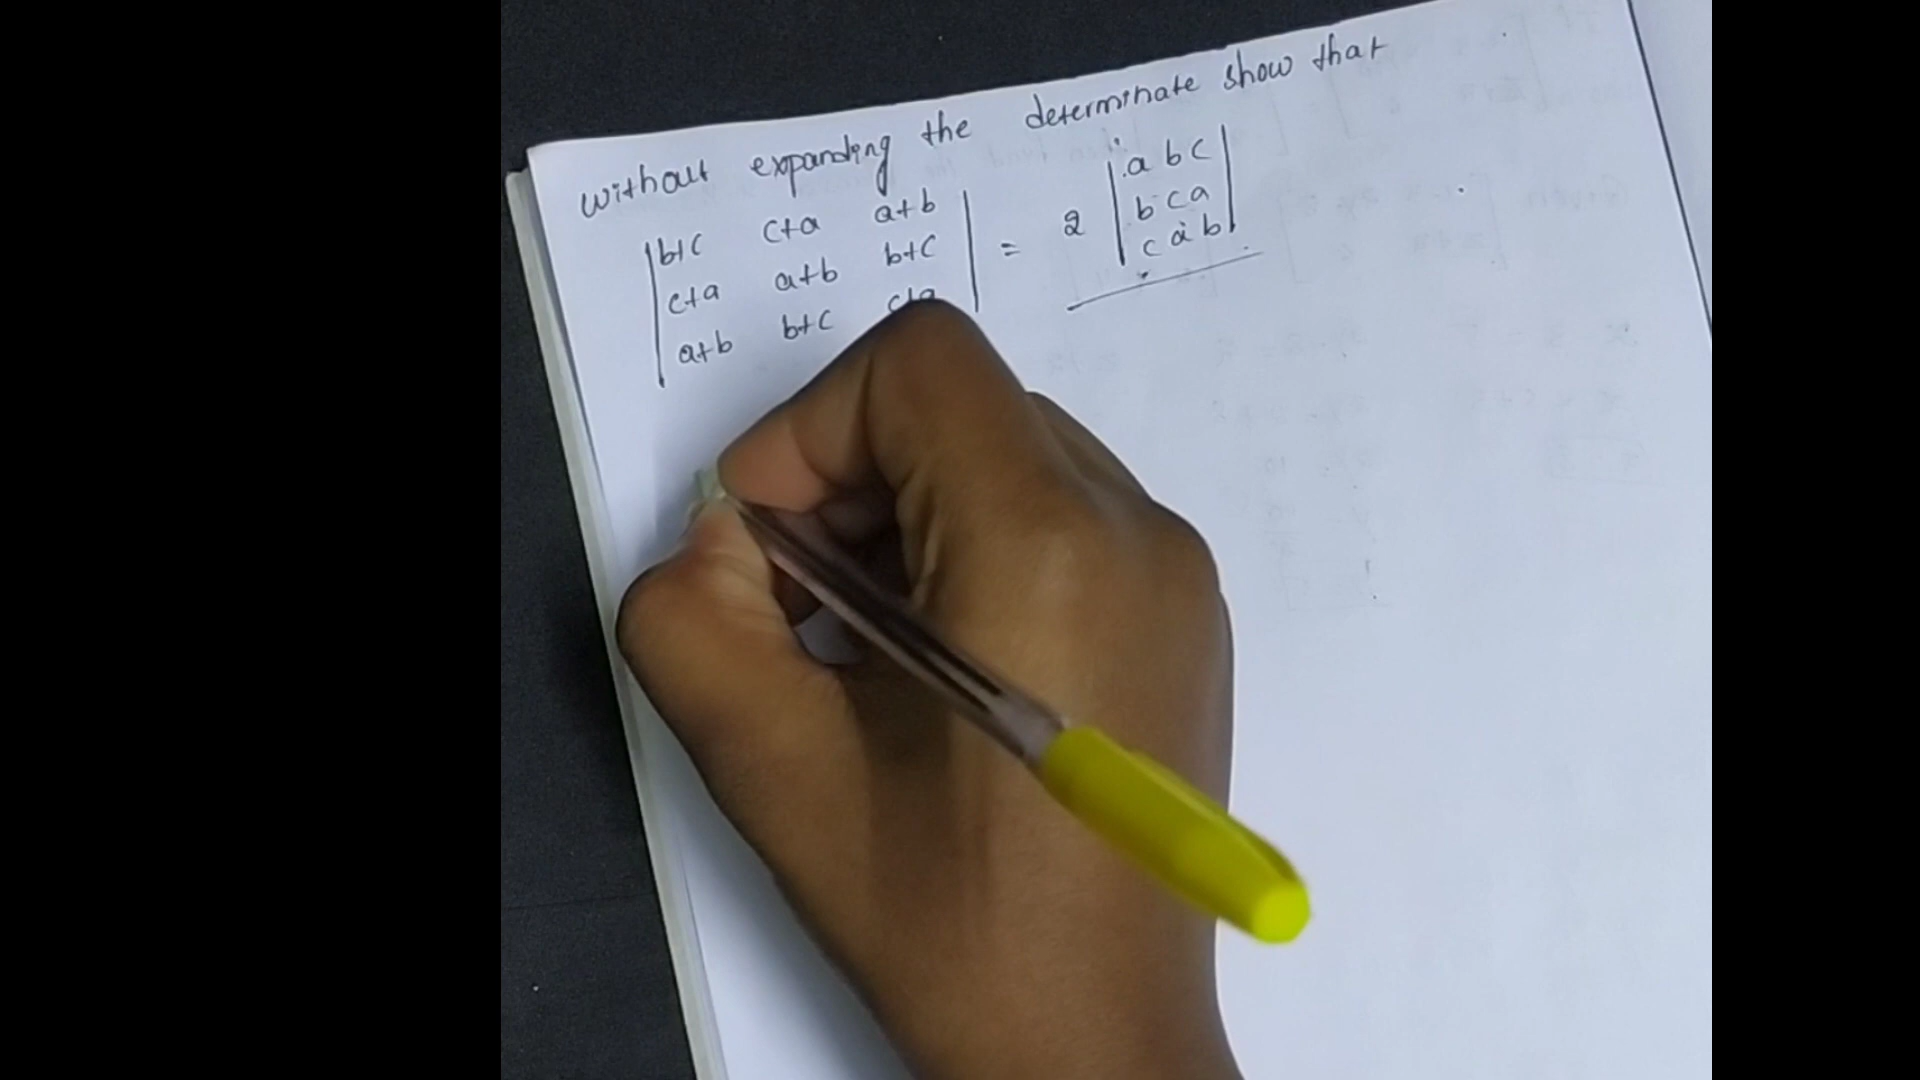 without expanding the determinate show that
|b+c c+a a+b| = 2 |a b c|
|c+a a+b b+c| |b c a|
|a+b b+c c+a| |c a b|